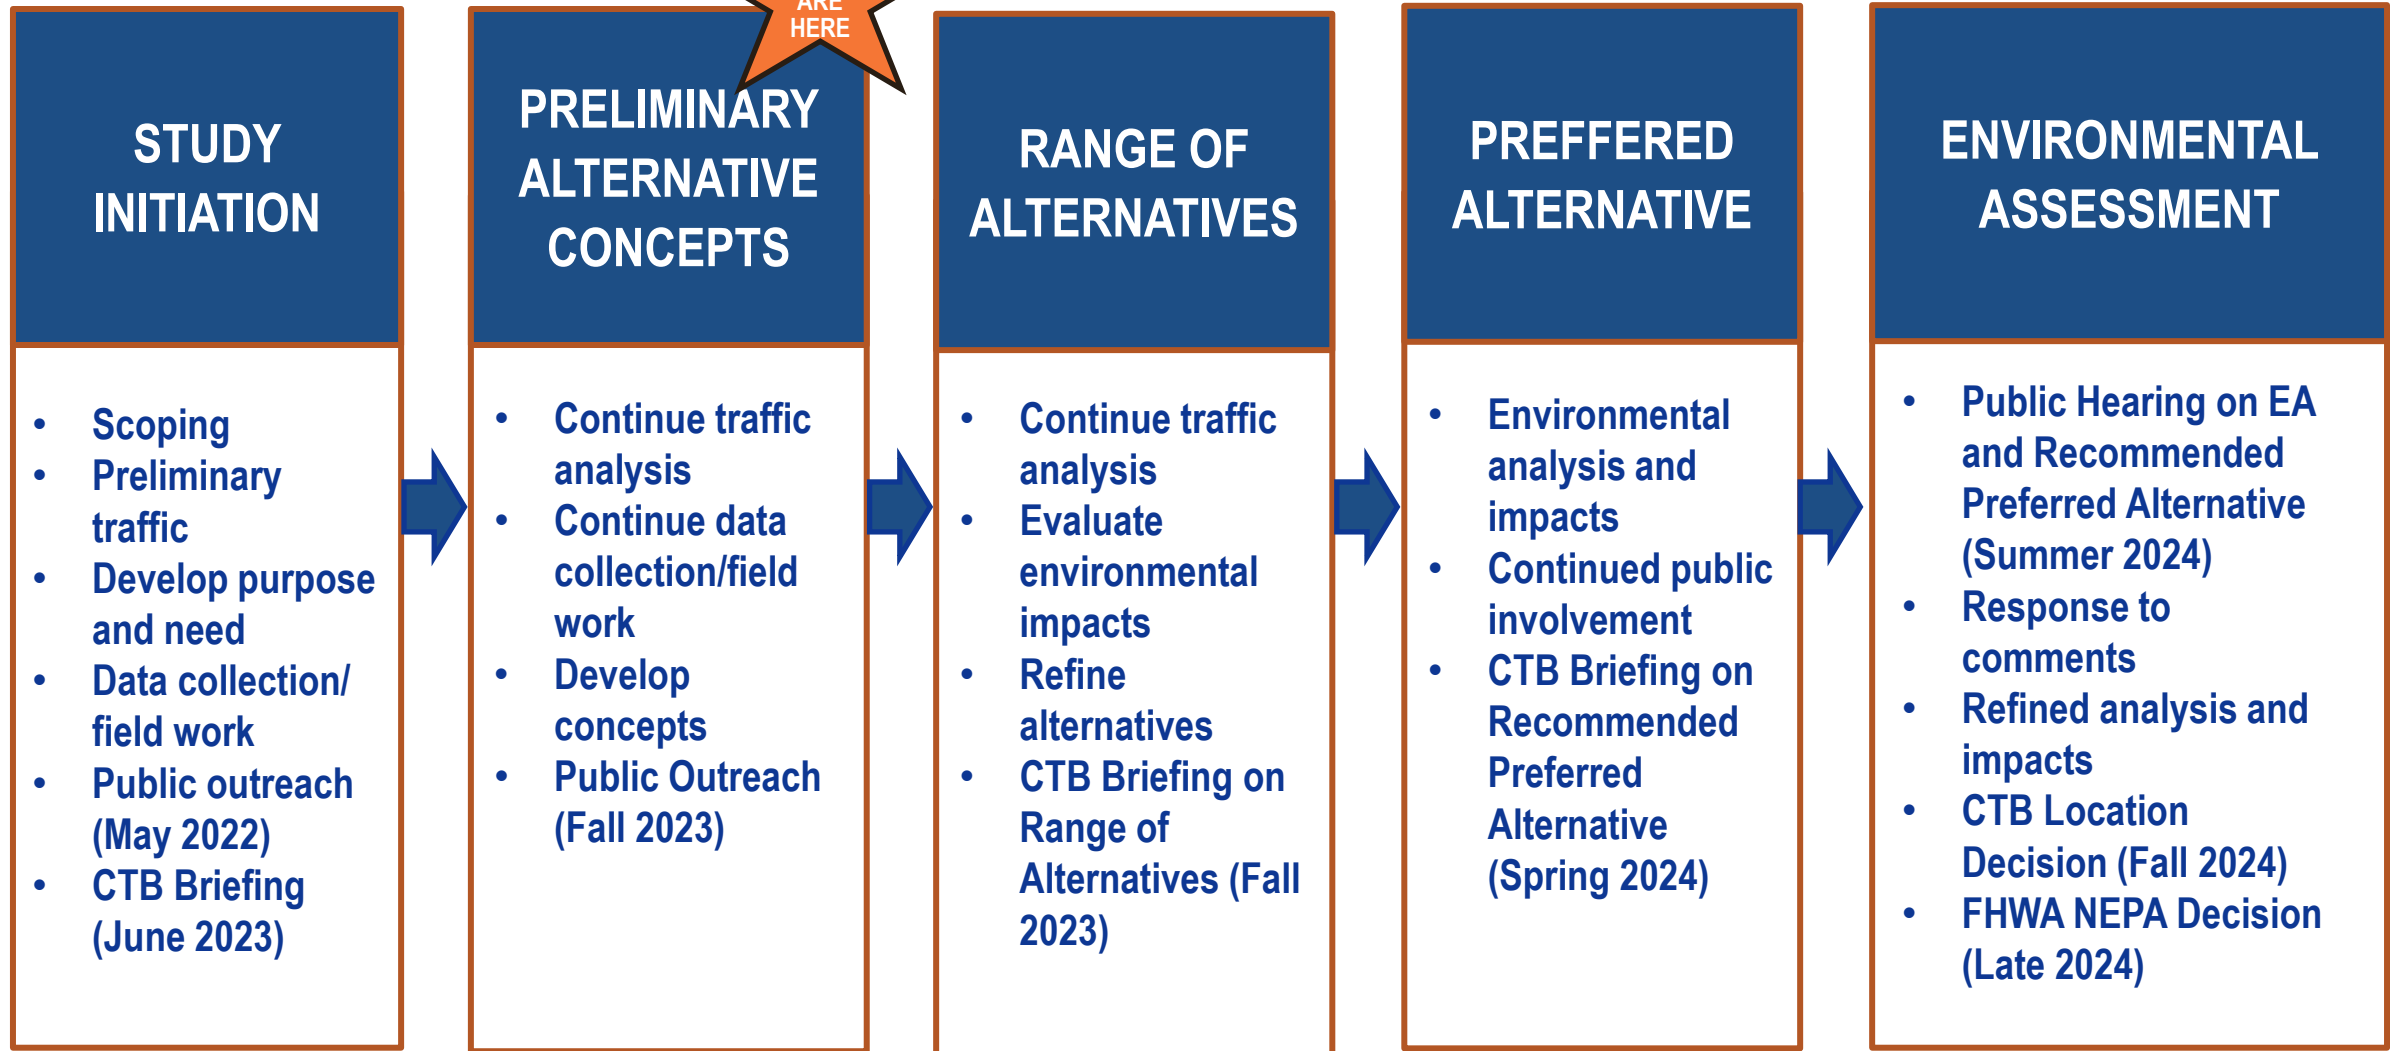 ARE
HERE
STUDY
INITIATION
• Scoping
• Preliminary
traffic
• Develop purpose
and need
• Data collection/
field work
• Public outreach
(May 2022)
• CTB Briefing
(June 2023)
PRELIMINARY
ALTERNATIVE
CONCEPTS
• Continue traffic
analysis
• Continue data
collection/field
work
• Develop
concepts
• Public Outreach
(Fall 2023)
RANGE OF
ALTERNATIVES
• Continue traffic
analysis
• Evaluate
environmental
impacts
• Refine
alternatives
• CTB Briefing on
Range of
Alternatives (Fall
2023)
PREFFERED
ALTERNATIVE
• Environmental
analysis and
impacts
• Continued public
involvement
• CTB Briefing on
Recommended
Preferred
Alternative
(Spring 2024)
ENVIRONMENTAL
ASSESSMENT
• Public Hearing on EA
and Recommended
Preferred Alternative
(Summer 2024)
• Response to
comments
• Refined analysis and
impacts
• CTB Location
Decision (Fall 2024)
• FHWA NEPA Decision
(Late 2024)